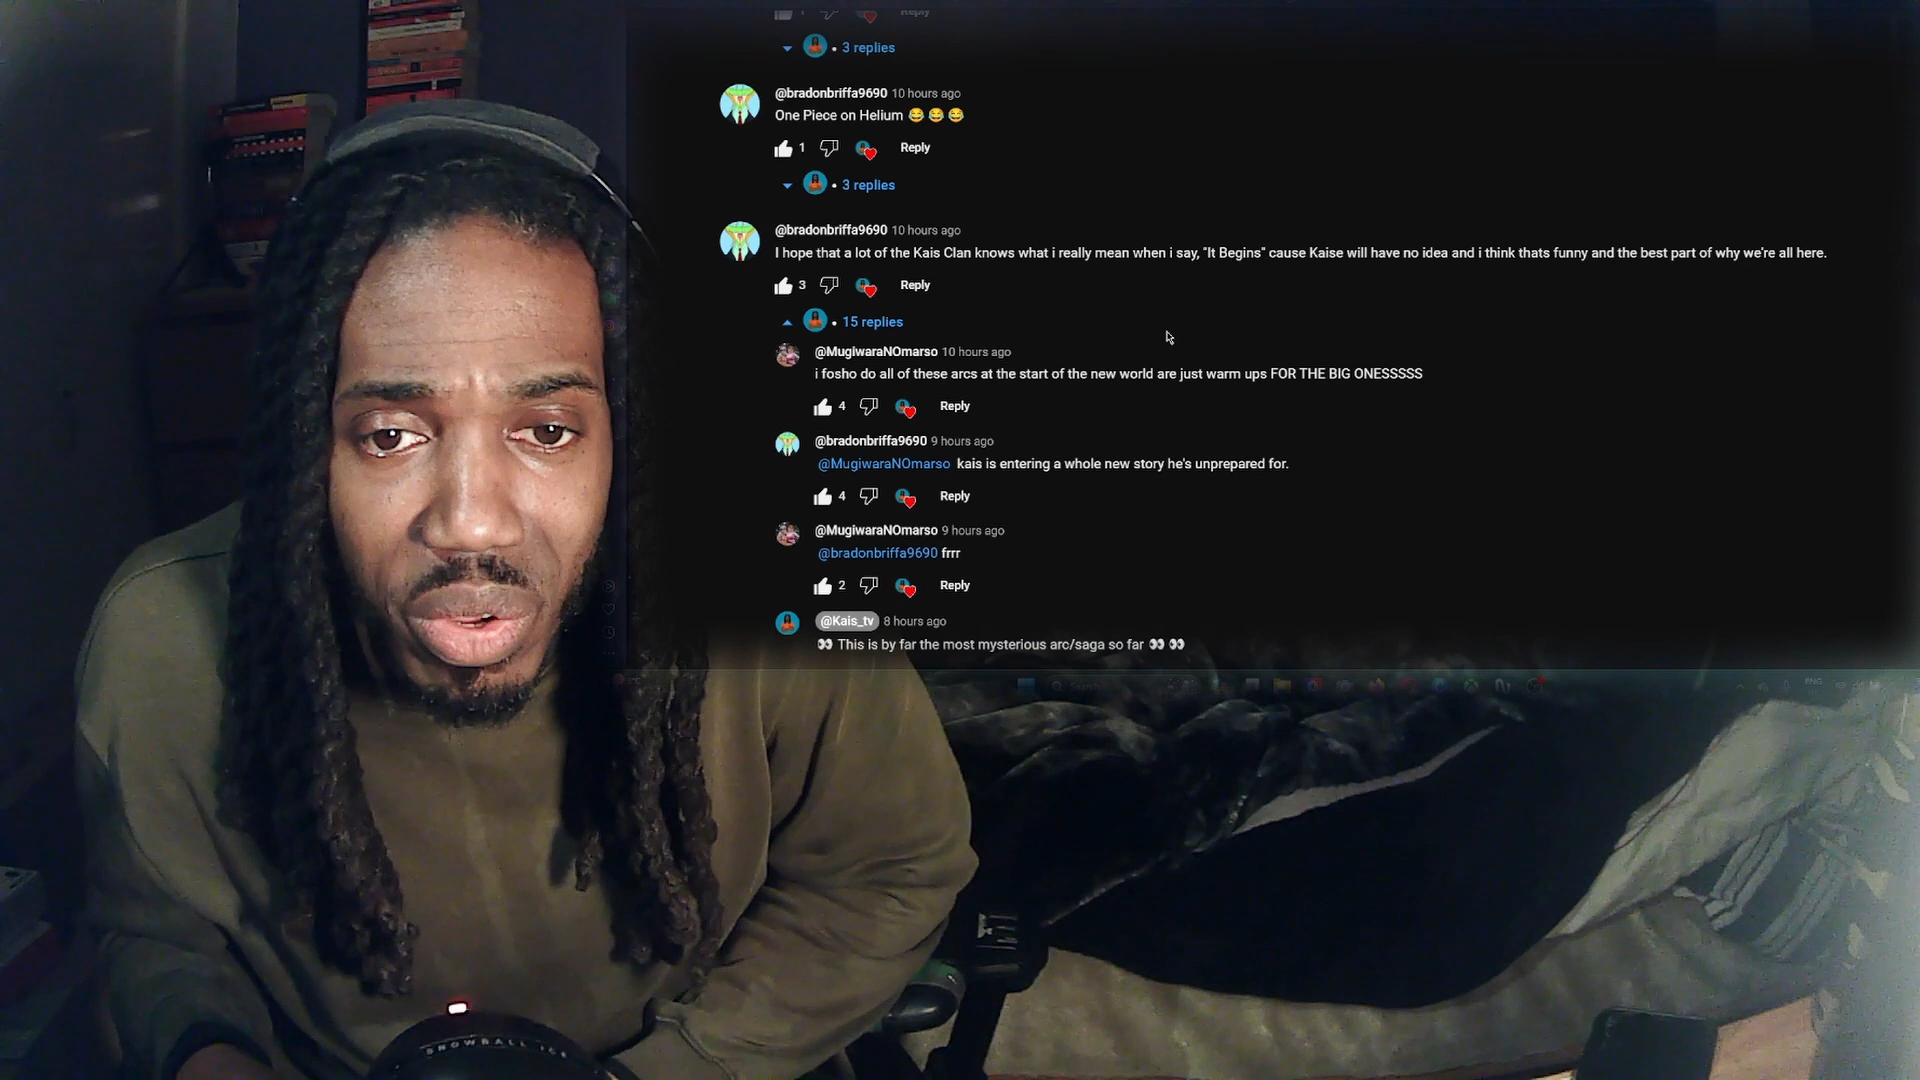 Reply
3 replies
@bradonbriffa9690 10 hours ago
One Piece on Helium 😂 😂 😂
1 Reply
3 replies
@bradonbriffa9690 10 hours ago
I hope that a lot of the Kais Clan knows what i really mean when i say, "It Begins" cause Kaise will have no idea and i think thats funny and the best part of why we're all here.
3 Reply
15 replies
@MugiwaraNOmarso 10 hours ago
i fosho do all of these arcs at the start of the new world are just warm ups FOR THE BIG ONESSSSS
4 Reply
@bradonbriffa9690 9 hours ago
@MugiwaraNOmarso kais is entering a whole new story he's unprepared for.
4 Reply
@MugiwaraNOmarso 9 hours ago
@bradonbriffa9690 frrr
2 Reply
@Kais_tv 8 hours ago
👀 This is by far the most mysterious arc/saga so far 👀 👀
Search
ENG
SNOWBALL ICE